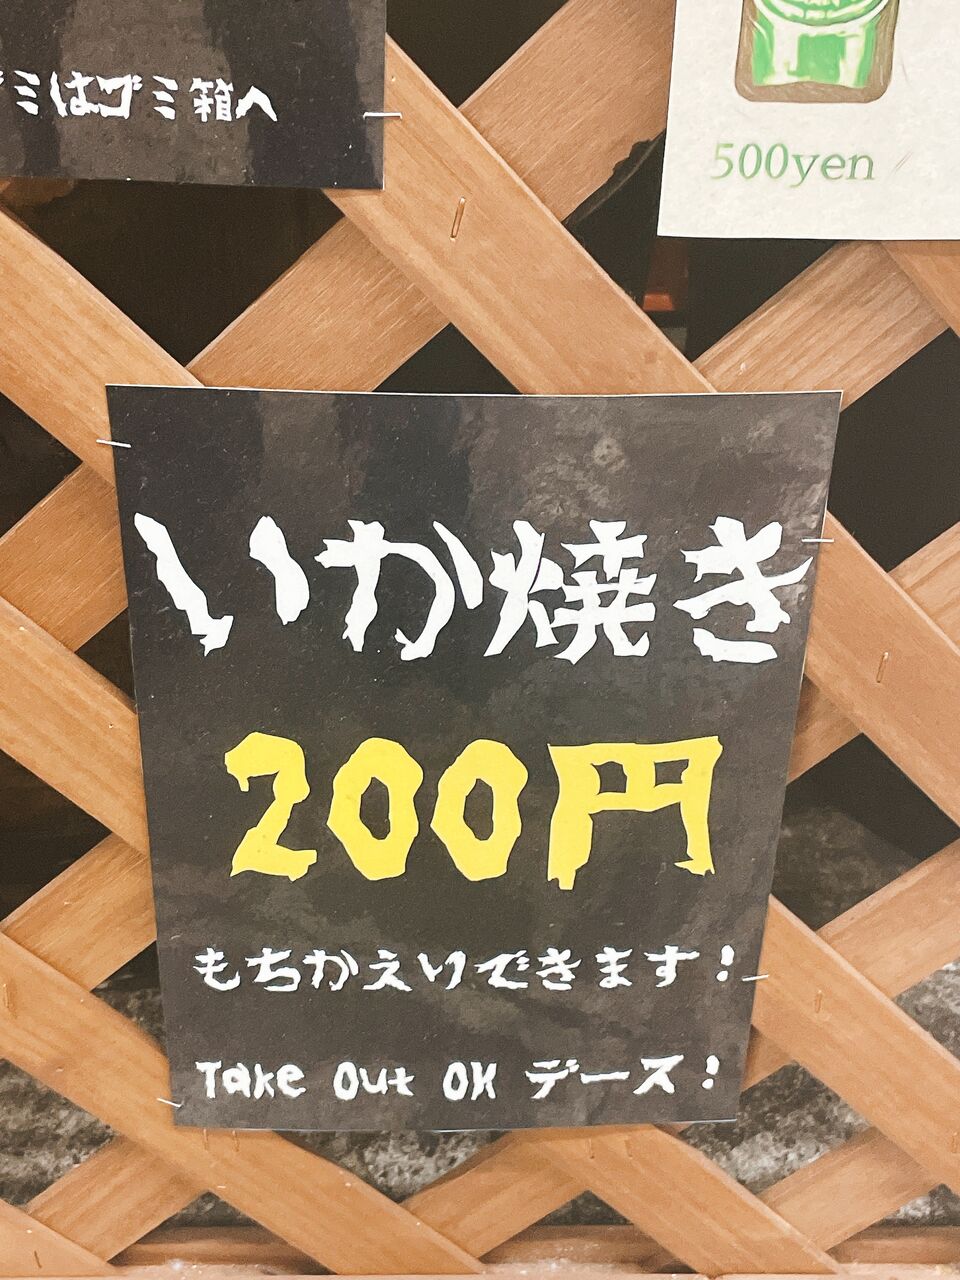 ゴミはゴミ箱へ
500yen
いか焼き
200円
もちかえりできます!
Take Out OK デース!